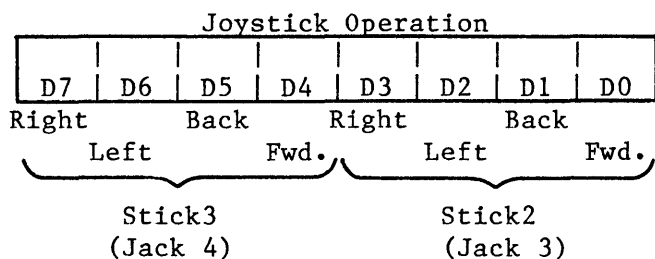 Joystick Operation
D7 D6 D5 D4 D3 D2 D1 D0
Right Back Right Back
Left Fwd. Left Fwd.
Stick3 Stick2
(Jack 4) (Jack 3)